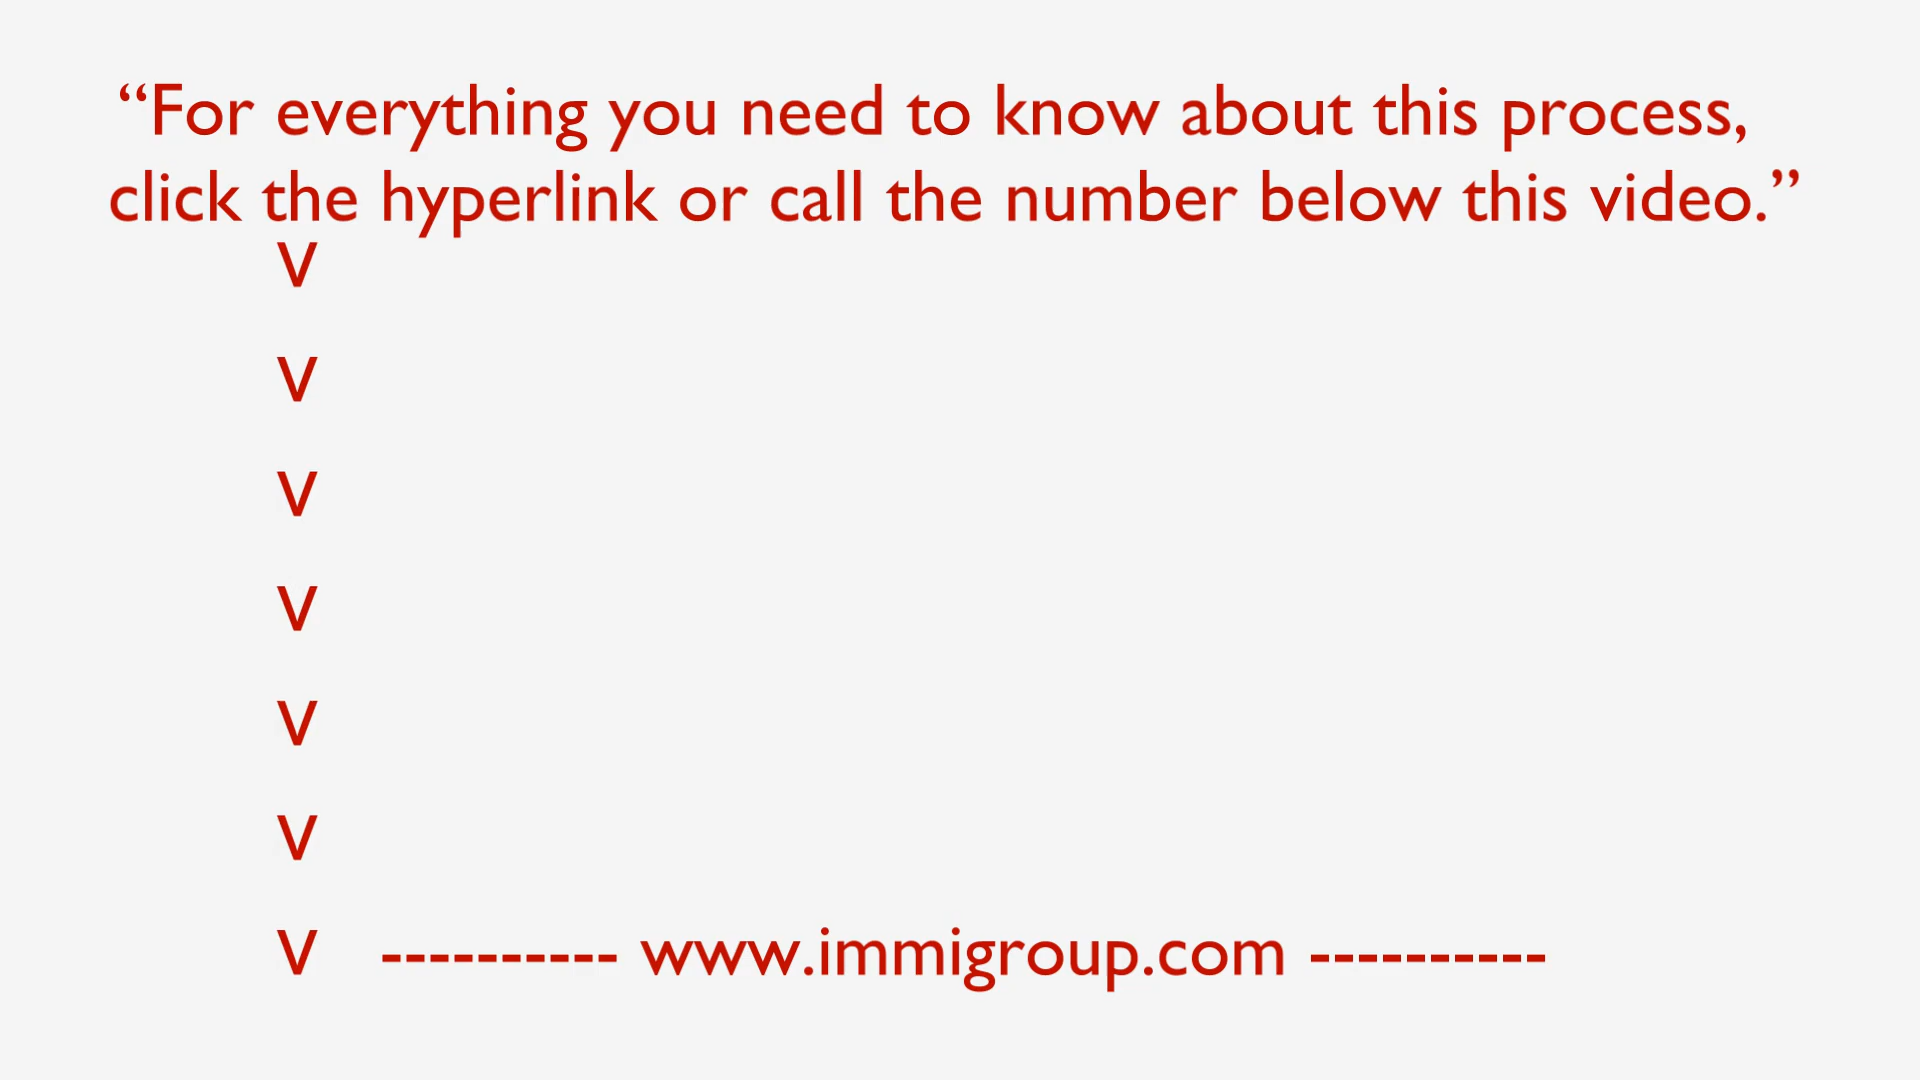 “For everything you need to know about this process,
click the hyperlink or call the number below this video.”
V
V
V
V
V
V
V ---------- www.immigroup.com ----------